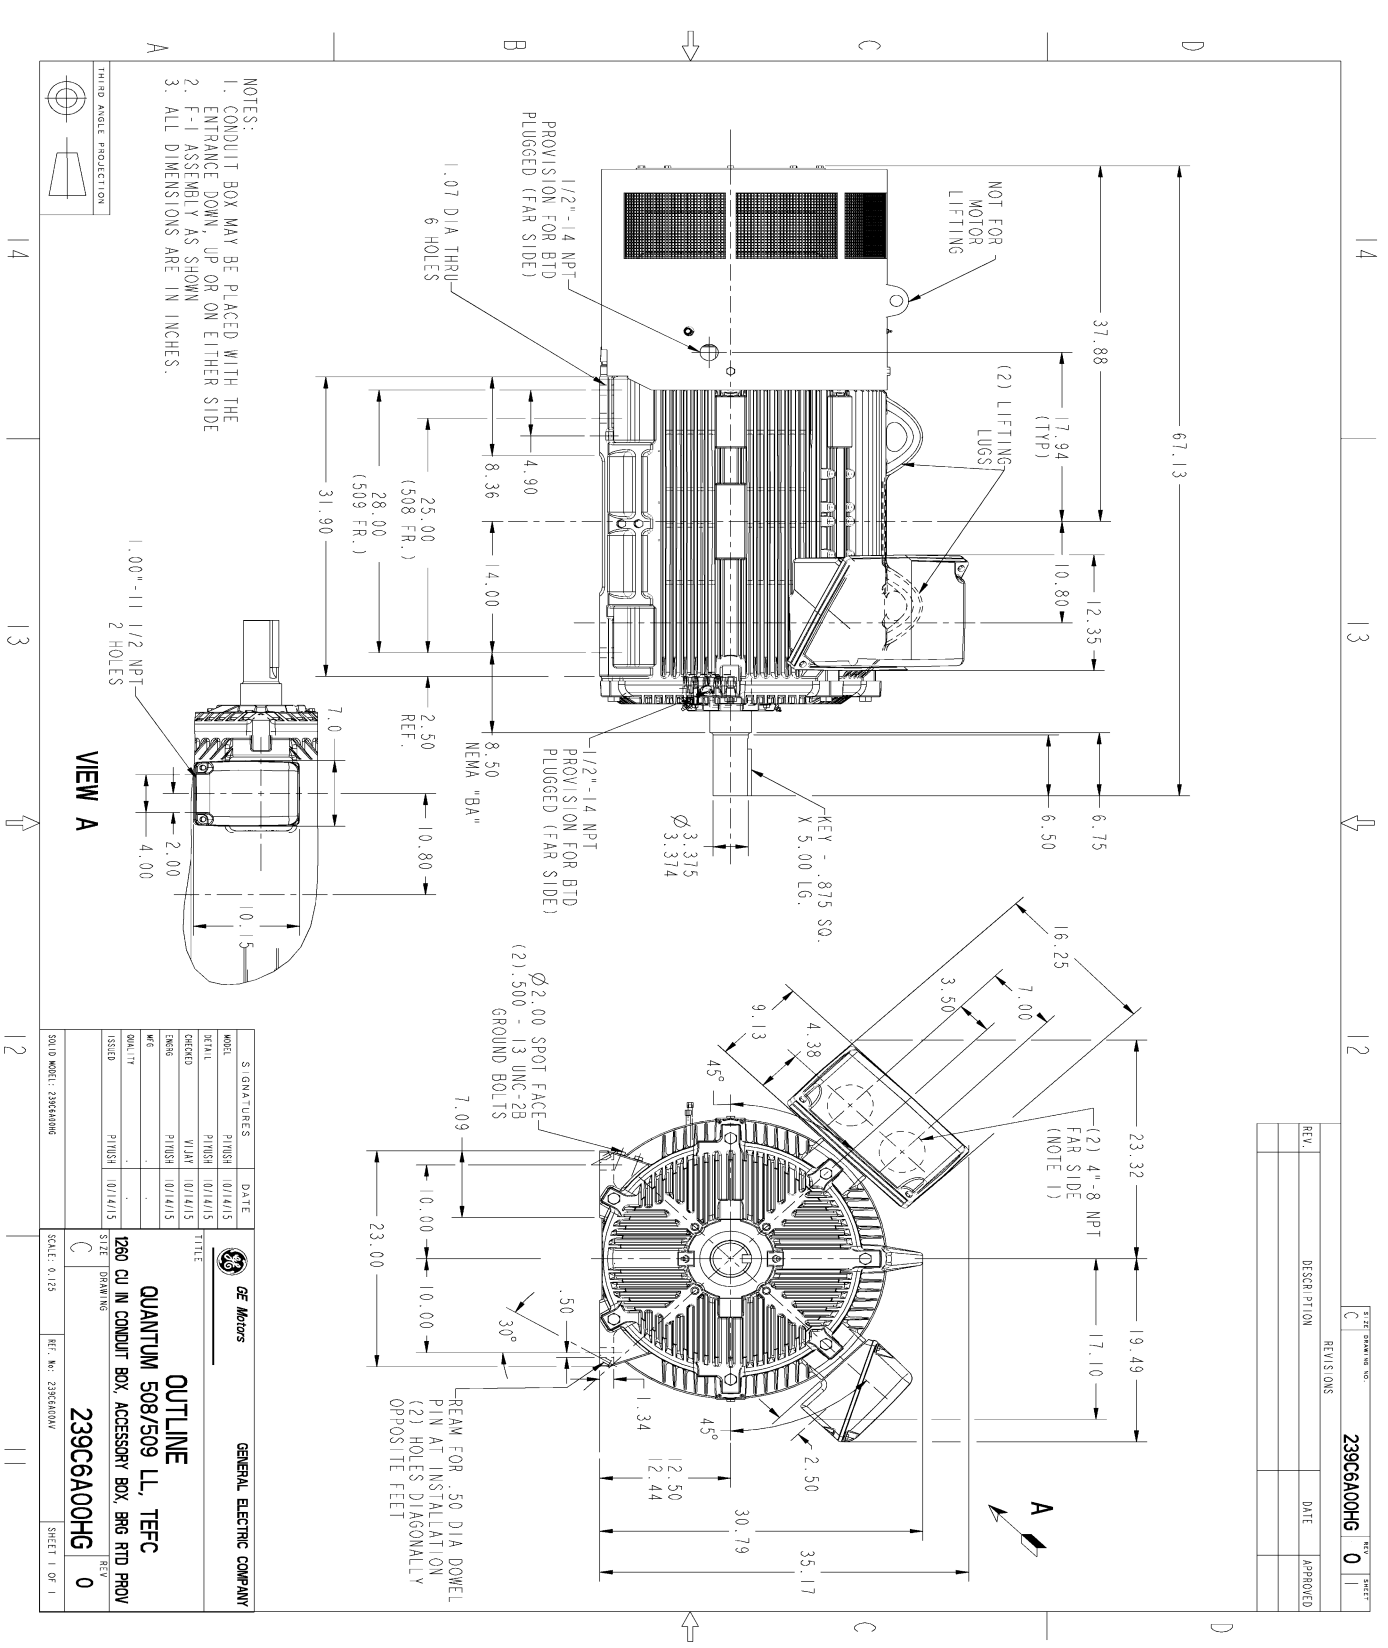 SIZE
C
DRAWING NO.
239C6A00HG
REV
0
SHEET
1
REVISIONS
REV.
DESCRIPTION
DATE
APPROVED
14
13
12
11
D
C
B
A
67.13
37.88
17.94
(TYP)
10.80
12.35
6.75
6.50
NOT FOR
MOTOR
LIFTING
(2) LIFTING
LUGS
1/2"-14 NPT
PROVISION FOR BTD
PLUGGED (FAR SIDE)
1.07 DIA THRU
6 HOLES
4.90
8.36
14.00
25.00
(508 FR.)
28.00
(509 FR.)
31.90
2.50
REF.
8.50
NEMA "BA"
1/2"-14 NPT
PROVISION FOR BTD
PLUGGED (FAR SIDE)
Ø 3.375
3.374
KEY - .875 SQ.
X 5.00 LG.
16.25
7.00
3.50
9.13
4.38
45°
23.32
(2) 4"-8 NPT
FAR SIDE
(NOTE 1)
19.49
17.10
45°
2.50
A
Ø2.00 SPOT FACE
(2).500 - 13 UNC-2B
GROUND BOLTS
7.09
10.00
10.00
23.00
.50
30°
1.34
12.50
12.44
30.79
35.17
REAM FOR .50 DIA DOWEL
PIN AT INSTALLATION
(2) HOLES DIAGONALLY
OPPOSITE FEET
NOTES:
1. CONDUIT BOX MAY BE PLACED WITH THE
ENTRANCE DOWN, UP OR ON EITHER SIDE
2. F-1 ASSEMBLY AS SHOWN
3. ALL DIMENSIONS ARE IN INCHES.
THIRD ANGLE PROJECTION
1.00"-11 1/2 NPT
2 HOLES
7.0
10.80
2.00
4.00
10.15
VIEW A
SIGNATURES
DATE
MODEL PIYUSH 10/14/15
DETAIL PIYUSH 10/14/15
CHECKED VIJAY 10/14/15
ENGRG PIYUSH 10/14/15
MFG
QUALITY
ISSUED PIYUSH 10/14/15
SOLID MODEL: 239C6A00HG
GE Motors
GENERAL ELECTRIC COMPANY
TITLE
OUTLINE
QUANTUM 508/509 LL, TEFC
1260 CU IN CONDUIT BOX, ACCESSORY BOX, BRG RTD PROV
SIZE
C
DRAWING
239C6A00HG
REV
0
SCALE: 0.125
REF. No: 239C6A00AV
SHEET 1 OF 1
14
13
12
11
D
C